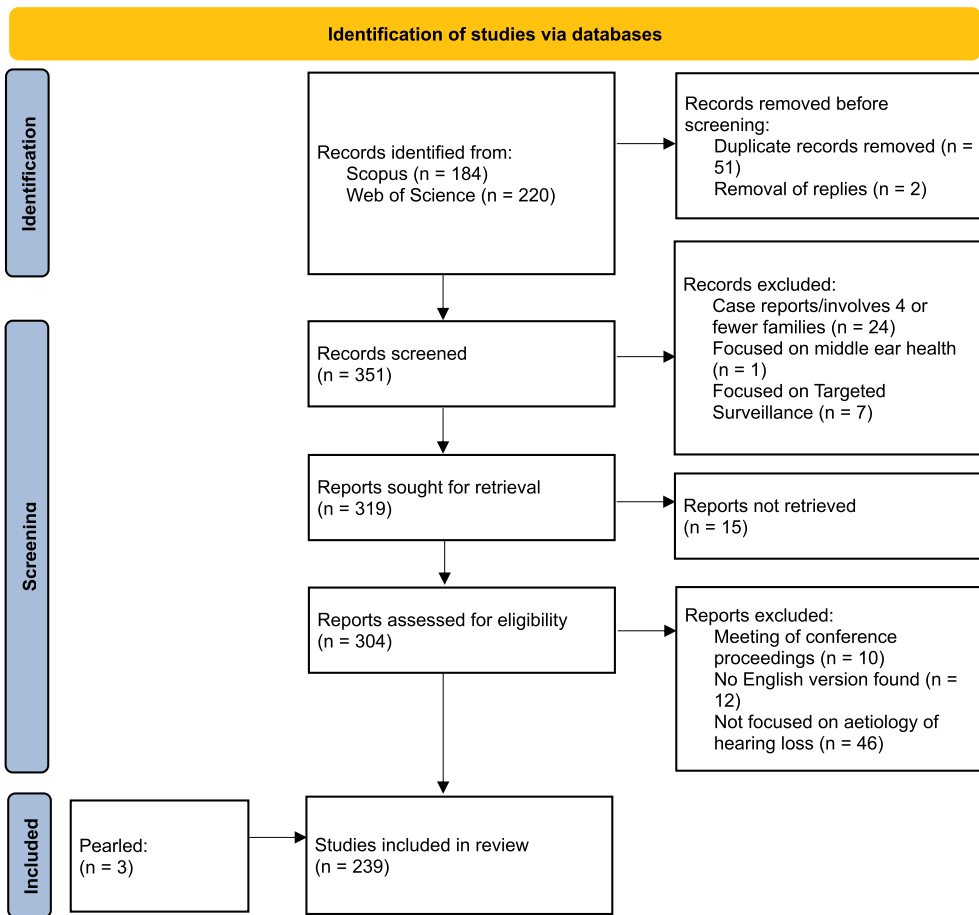 Identification of studies via databases
Identification
Records identified from:
Scopus (n = 184)
Web of Science (n = 220)
Records removed before
screening:
Duplicate records removed (n =
51)
Removal of replies (n = 2)
Screening
Records screened
(n = 351)
Records excluded:
Case reports/involves 4 or
fewer families (n = 24)
Focused on middle ear health
(n = 1)
Focused on Targeted
Surveillance (n = 7)
Reports sought for retrieval
(n = 319)
Reports not retrieved
(n = 15)
Reports assessed for eligibility
(n = 304)
Reports excluded:
Meeting of conference
proceedings (n = 10)
No English version found (n =
12)
Not focused on aetiology of
hearing loss (n = 46)
Included
Pearled:
(n = 3)
Studies included in review
(n = 239)